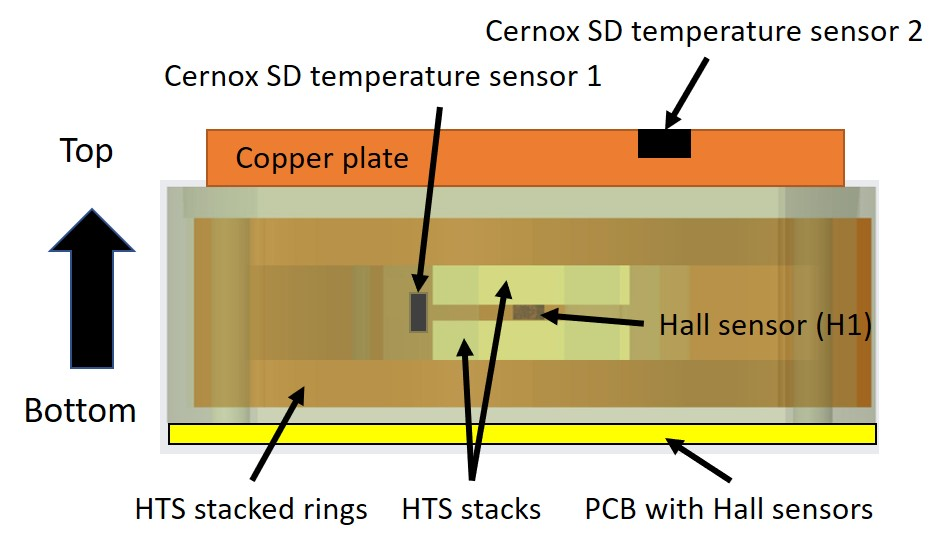 Cernox SD temperature sensor 2
Cernox SD temperature sensor 1
Top
Copper plate
Hall sensor (H1)
Bottom
HTS stacked rings
HTS stacks
PCB with Hall sensors